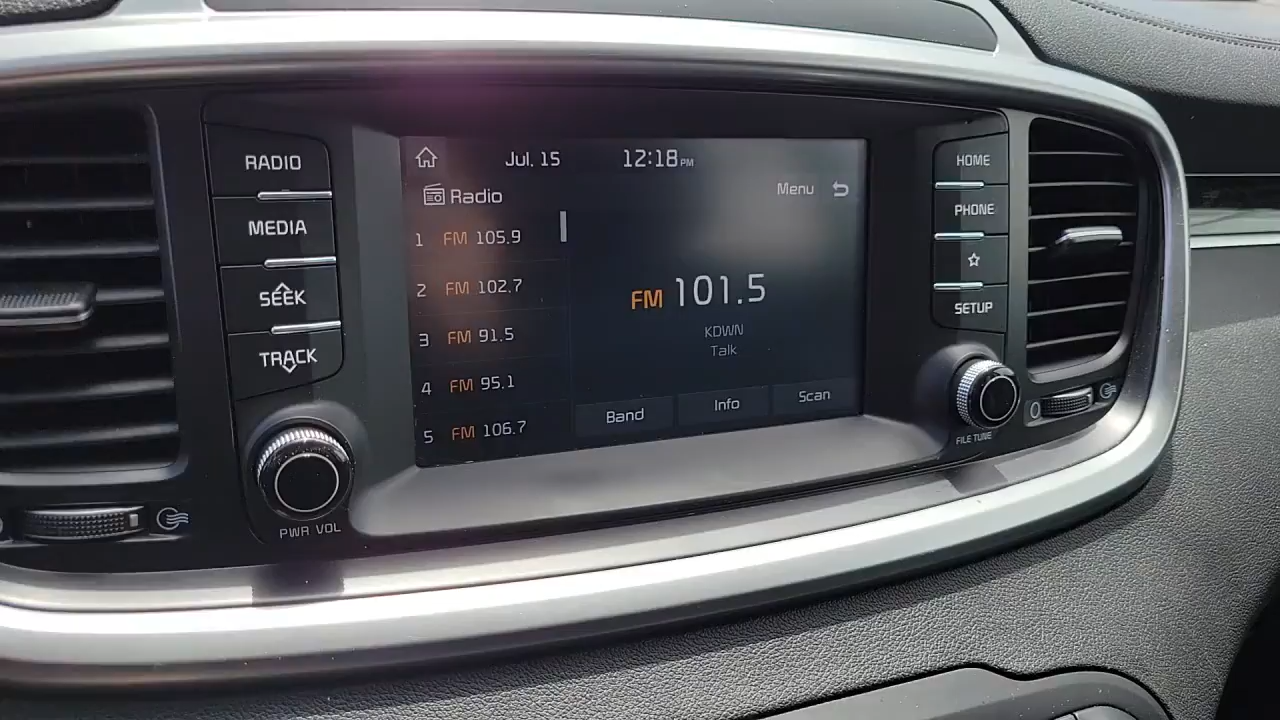 RADIO
MEDIA
SEEK
TRACK
PWR VOL
Jul. 15 12:18 PM
Radio
Menu
1 FM 105.9
2 FM 102.7
3 FM 91.5
4 FM 95.1
5 FM 106.7
FM 101.5
KDWN
Talk
Band Info Scan
HOME
PHONE
SETUP
FILE TUNE